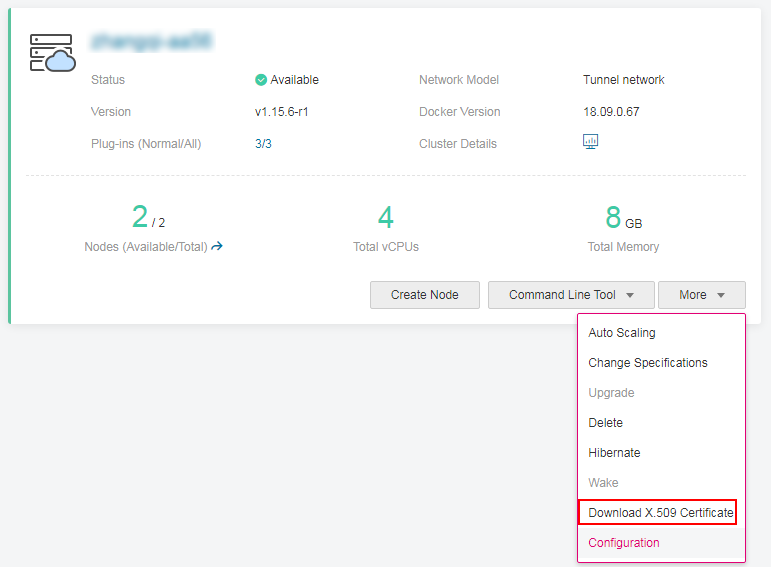 Status Available Network Model Tunnel network
Version v1.15.6-r1 Docker Version 18.09.0.67
Plug-ins (Normal/All) 3/3 Cluster Details
2 / 2 4 8 GB
Nodes (Available/Total) Total vCPUs Total Memory
Create Node Command Line Tool More
Auto Scaling
Change Specifications
Upgrade
Delete
Hibernate
Wake
Download X.509 Certificate
Configuration